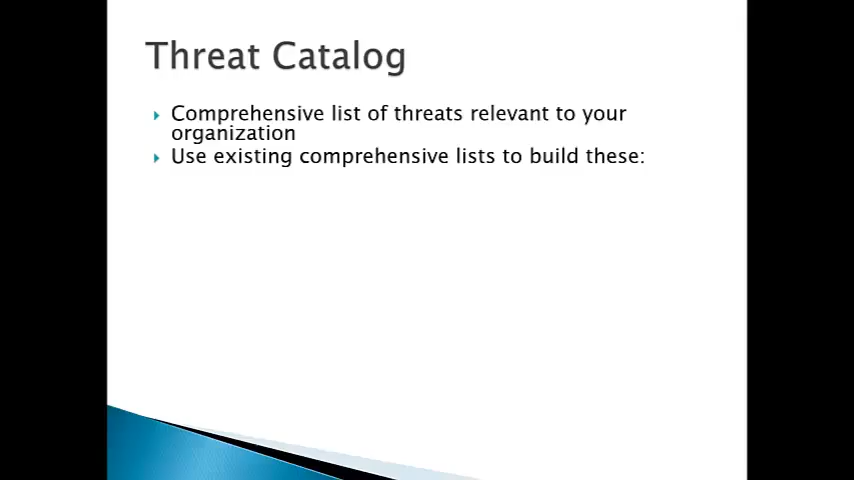 Threat Catalog
Comprehensive list of threats relevant to your
organization
Use existing comprehensive lists to build these: